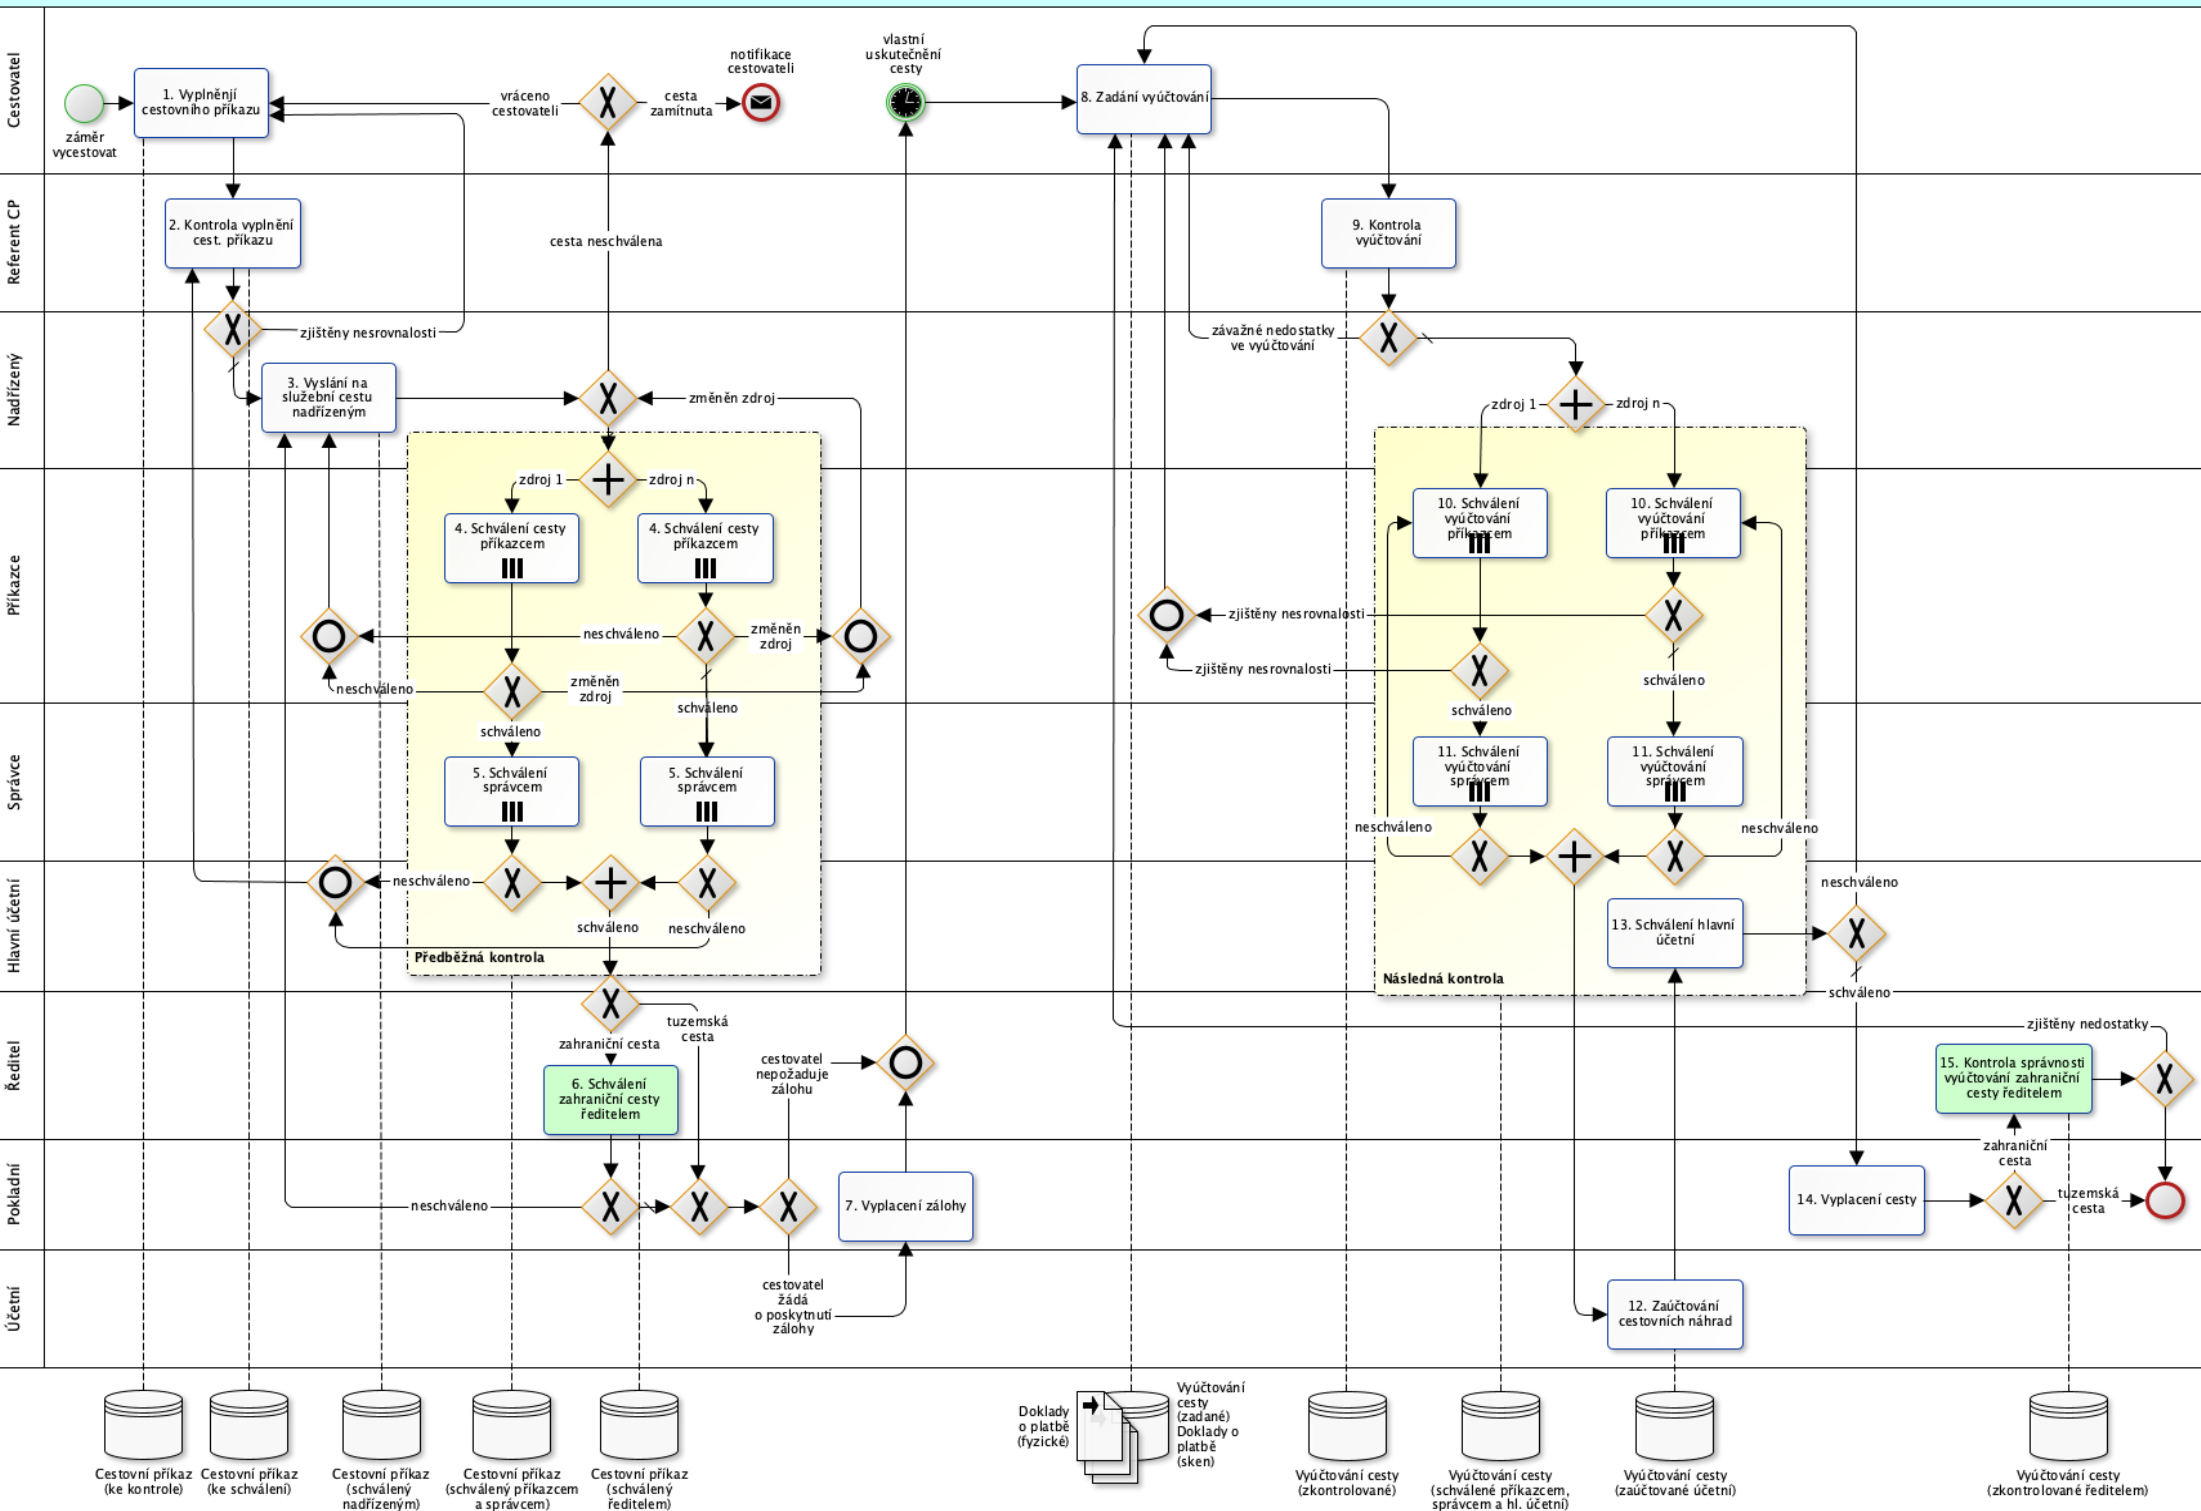 Cestovatel
záměr
vycestovat
1. Vyplněnjí
cestovního příkazu
vráceno
cestovateli
cesta
zamítnuta
notifikace
cestovateli
vlastní
uskutečnění
cesty
8. Zadání vyúčtování
Referent CP
2. Kontrola vyplnění
cest. příkazu
cesta neschválena
9. Kontrola
vyúčtování
Nadřízený
zjištěny nesrovnalosti
3. Vyslání na
služební cestu
nadřízeným
změněn zdroj
závažné nedostatky
ve vyúčtování
zdroj 1
zdroj n
Příkazce
zdroj 1
zdroj n
4. Schválení cesty
příkazcem
4. Schválení cesty
příkazcem
neschváleno
změněn
zdroj
neschváleno
změněn
zdroj
10. Schválení
vyúčtování
příkazcem
10. Schválení
vyúčtování
příkazcem
zjištěny nesrovnalosti
zjištěny nesrovnalosti
schváleno
Správce
schváleno
schváleno
5. Schválení
správcem
5. Schválení
správcem
schváleno
11. Schválení
vyúčtování
správcem
11. Schválení
vyúčtování
správcem
neschváleno
neschváleno
Hlavní účetní
neschváleno
schváleno
neschváleno
Předběžná kontrola
13. Schválení hlavní
účetní
neschváleno
Následná kontrola
schváleno
Ředitel
tuzemská
cesta
zahraniční cesta
6. Schválení
zahraniční cesty
ředitelem
cestovatel
nepožaduje
zálohu
zjištěny nedostatky
15. Kontrola správnosti
vyúčtování zahraniční
cesty ředitelem
Pokladní
neschváleno
7. Vyplacení zálohy
14. Vyplacení cesty
zahraniční
cesta
tuzemská
cesta
Účetní
cestovatel
žádá
o poskytnutí
zálohy
12. Zaúčtování
cestovních náhrad
Cestovní příkaz
(ke kontrole)
Cestovní příkaz
(ke schválení)
Cestovní příkaz
(schválený
nadřízeným)
Cestovní příkaz
(schválený příkazcem
a správcem)
Cestovní příkaz
(schválený
ředitelem)
Doklady
o platbě
(fyzické)
Vyúčtování
cesty
(zadané)
Doklady o
platbě
(sken)
Vyúčtování cesty
(zkontrolované)
Vyúčtování cesty
(schválené příkazcem,
správcem a hl. účetní)
Vyúčtování cesty
(zaúčtované účetní)
Vyúčtování cesty
(zkontrolované ředitelem)